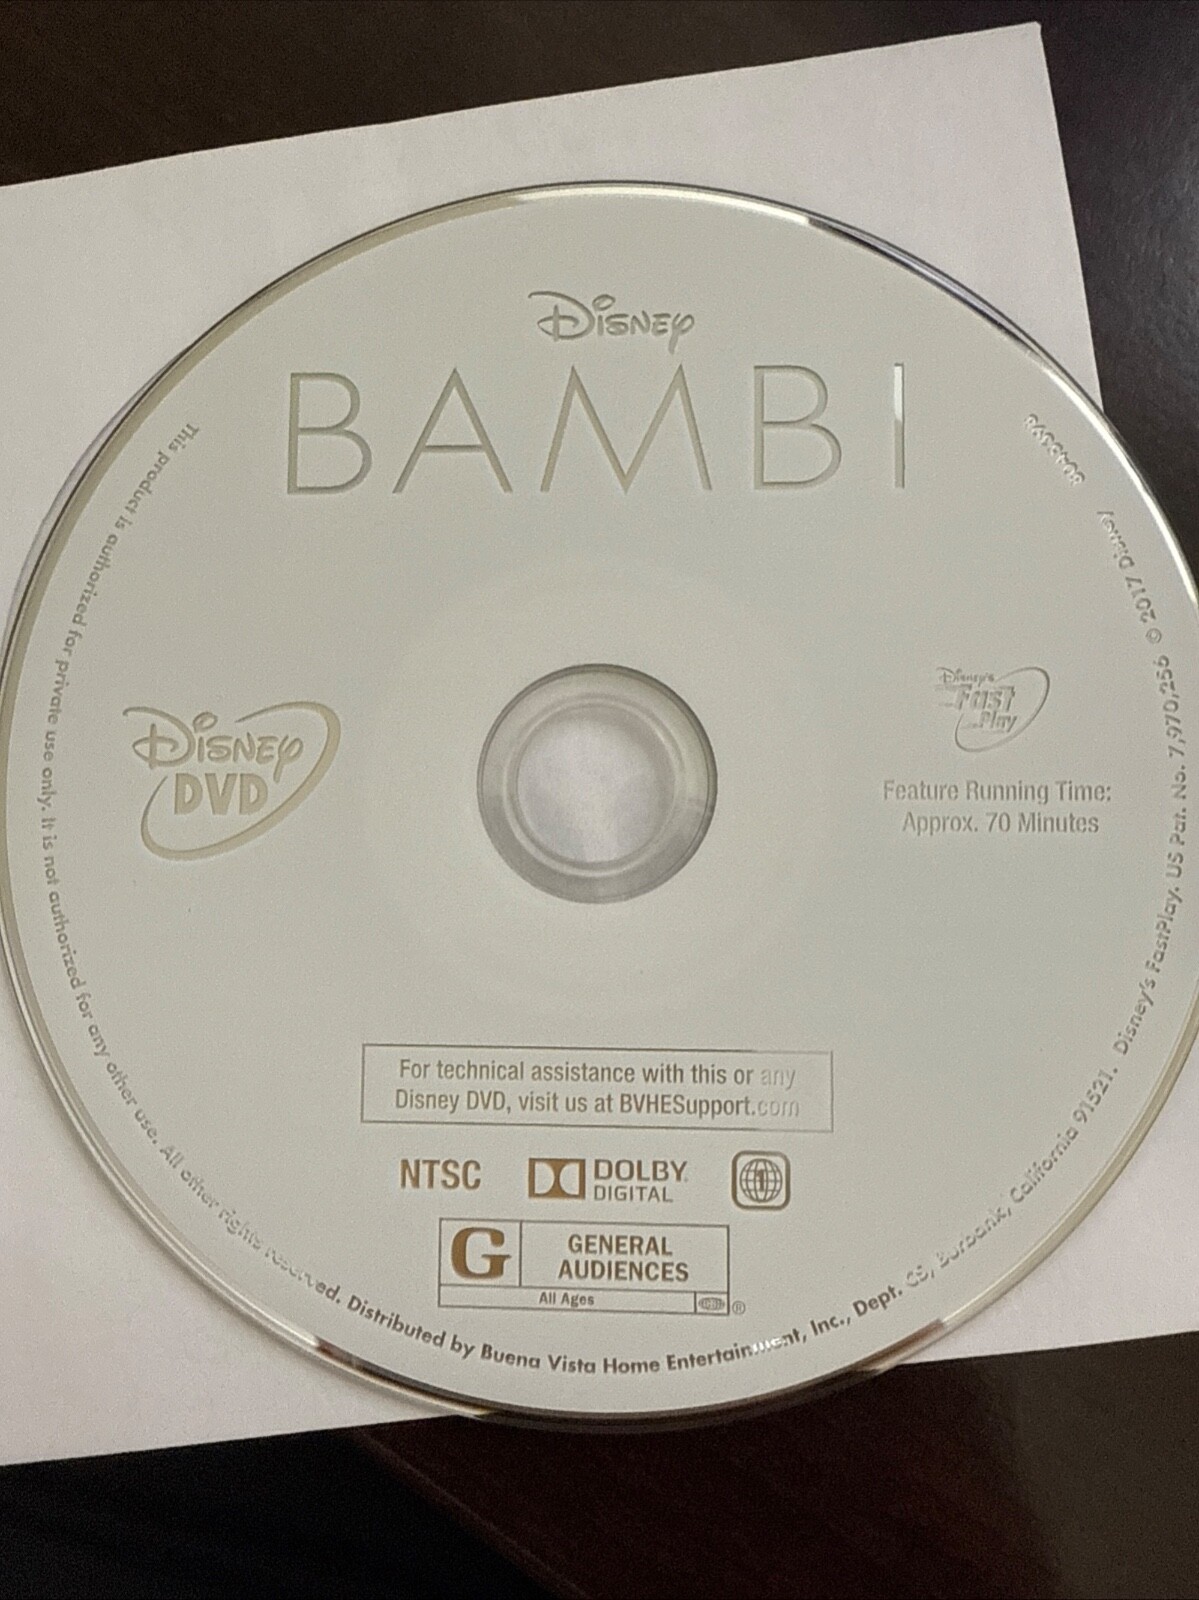 Disney
BAMBI
Disney
DVD
Disney's
Fast
Play
Feature Running Time:
Approx. 70 Minutes
For technical assistance with this or any
Disney DVD, visit us at BVHESupport.com
NTSC
DOLBY
DIGITAL
1
G
GENERAL
AUDIENCES
All Ages
®
This product is authorized for private use only. It is not authorized for any other use. All other rights reserved. Distributed by Buena Vista Home Entertainment, Inc., Dept. CS, Burbank, California 91521. Disney's FastPlay. US Pat. No. 7,970,256 © 2017 Disney